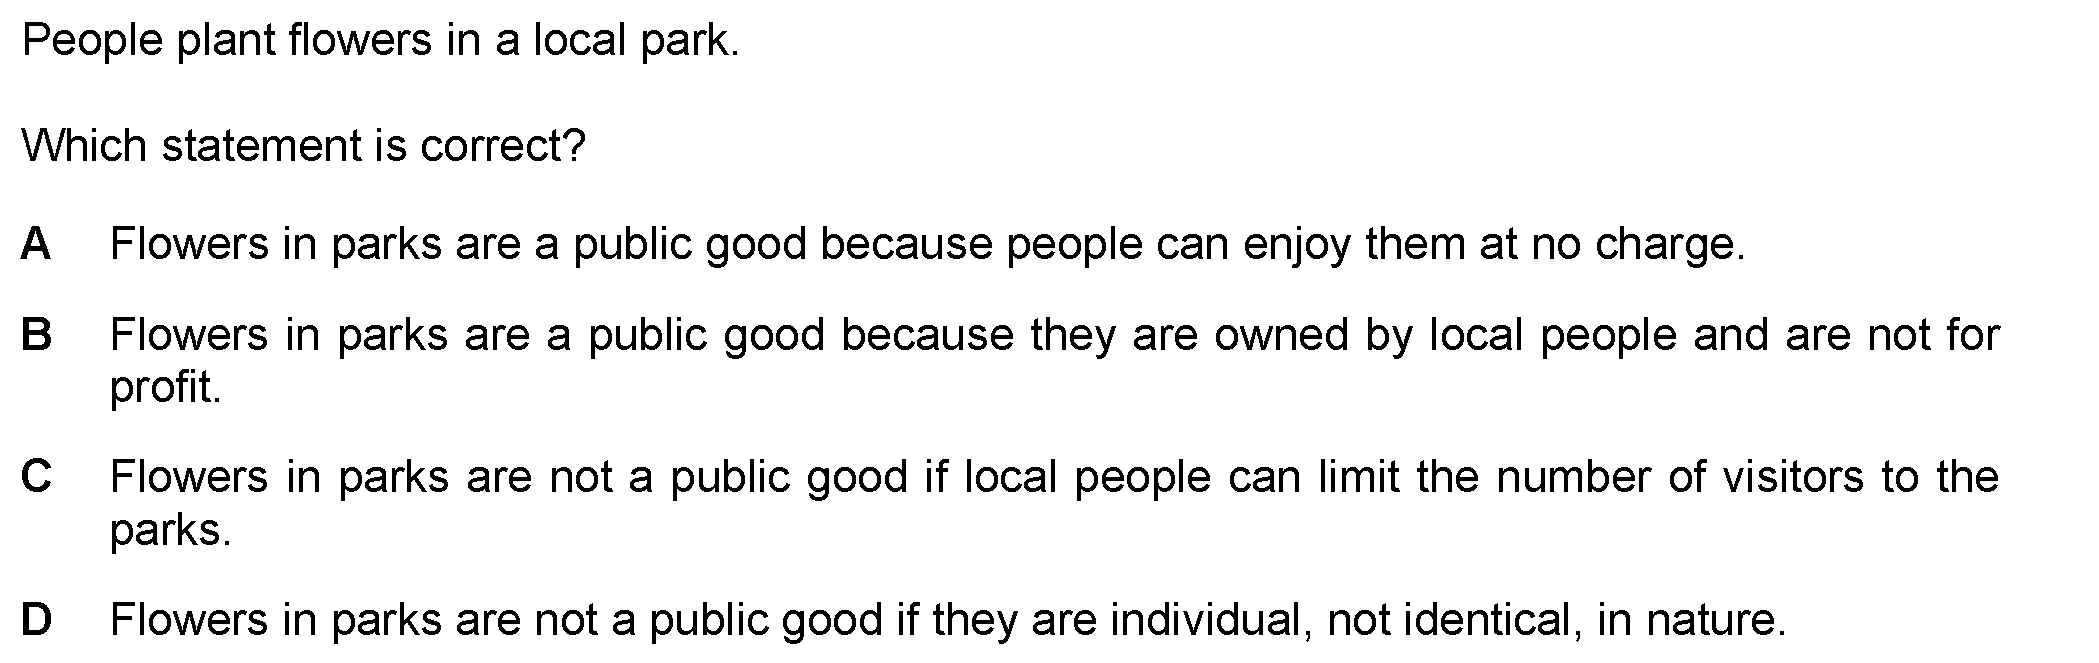 People plant flowers in a local park.
Which statement is correct?
A Flowers in parks are a public good because people can enjoy them at no charge.
B Flowers in parks are a public good because they are owned by local people and are not for
profit.
C Flowers in parks are not a public good if local people can limit the number of visitors to the
parks.
D Flowers in parks are not a public good if they are individual, not identical, in nature.